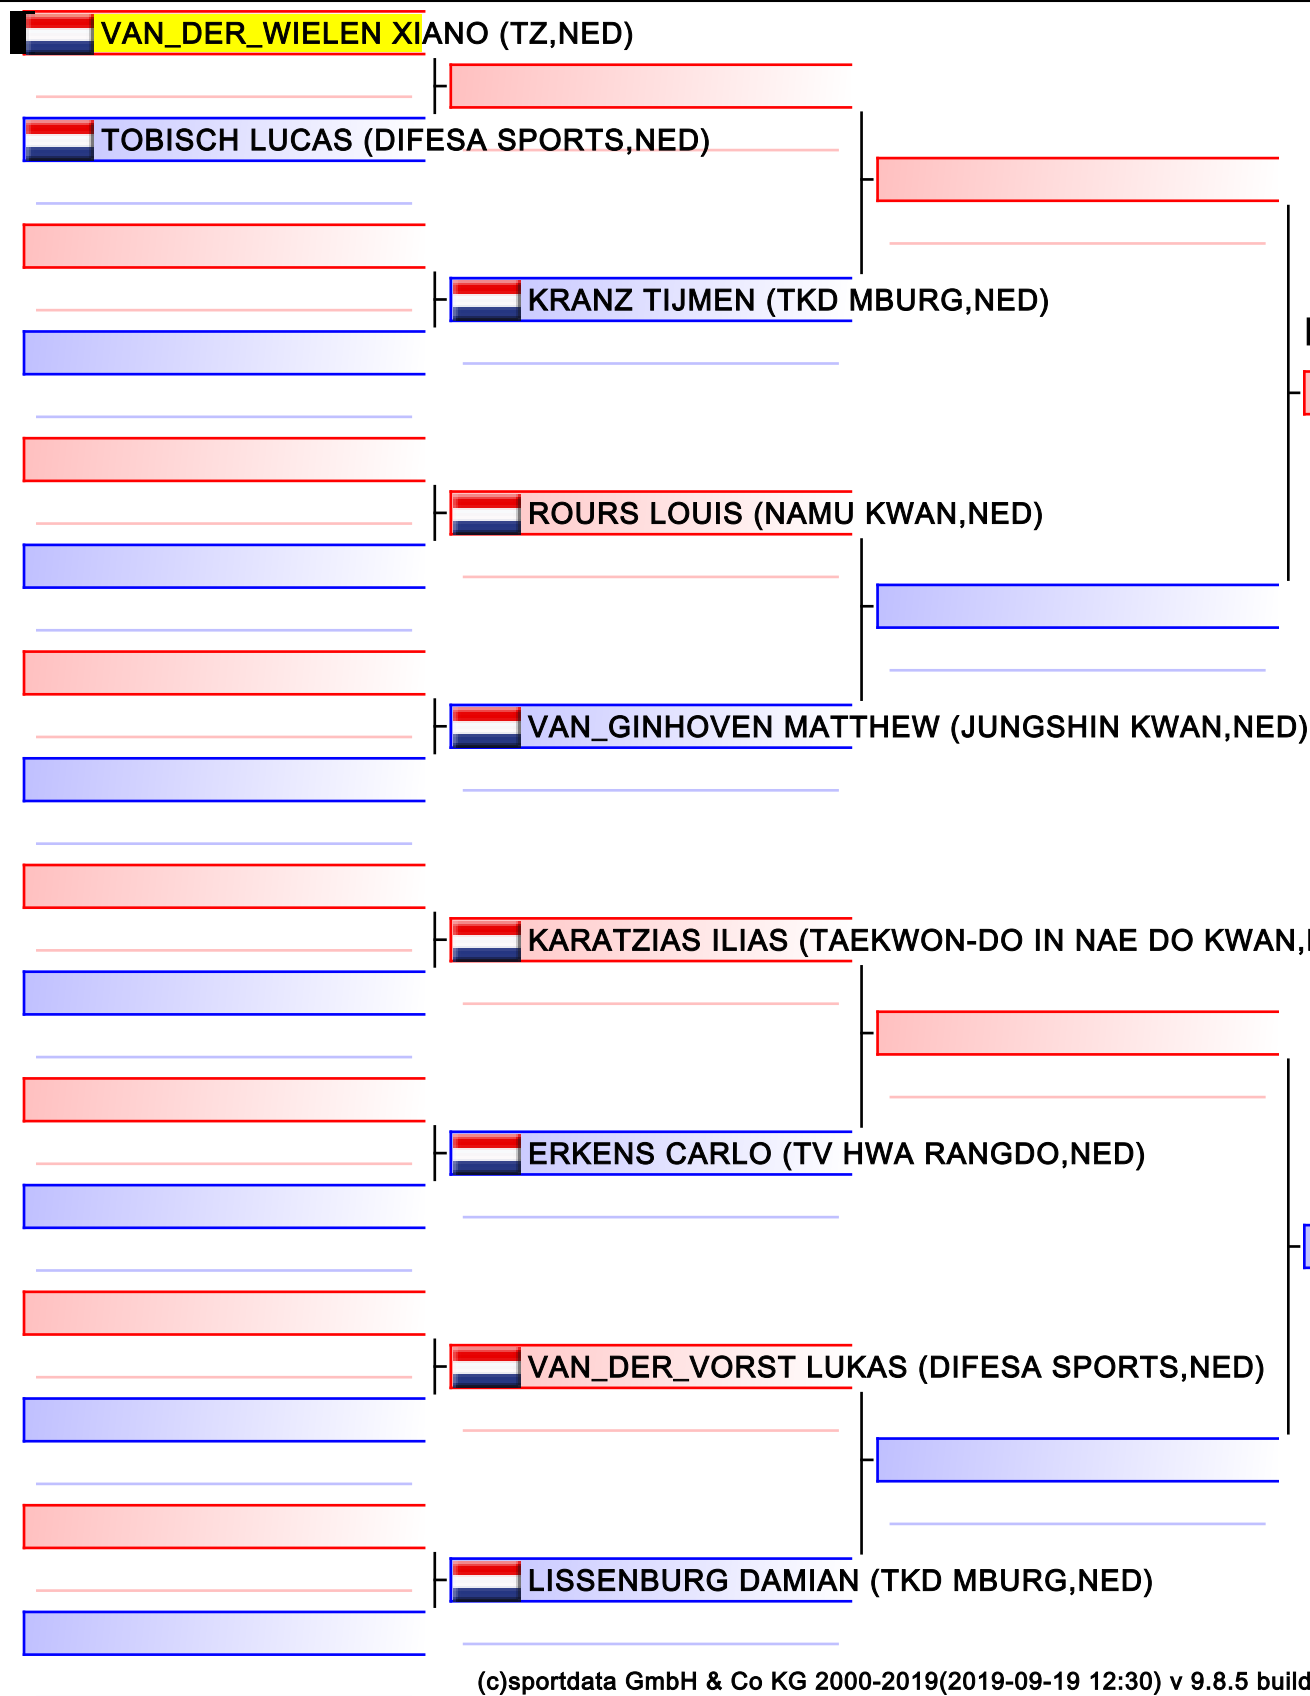 VAN_DER_WIELEN XIANO (TZ,NED)
TOBISCH LUCAS (DIFESA SPORTS,NED)
KRANZ TIJMEN (TKD MBURG,NED)
ROURS LOUIS (NAMU KWAN,NED)
VAN_GINHOVEN MATTHEW (JUNGSHIN KWAN,NED)
KARATZIAS ILIAS (TAEKWON-DO IN NAE DO KWAN,
ERKENS CARLO (TV HWA RANGDO,NED)
VAN_DER_VORST LUKAS (DIFESA SPORTS,NED)
LISSENBURG DAMIAN (TKD MBURG,NED)
(c)sportdata GmbH & Co KG 2000-2019(2019-09-19 12:30) v 9.8.5 build